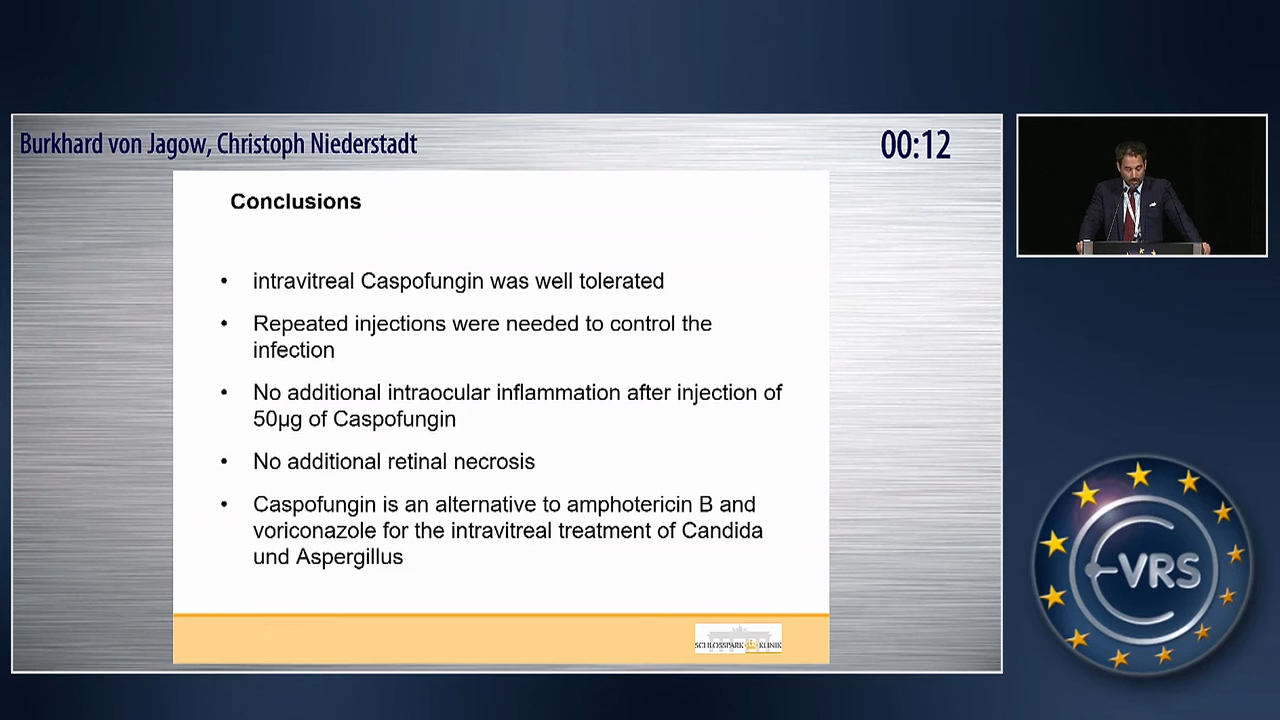 Burkhard von Jagow, Christoph Niederstadt
00:12
Conclusions
• intravitreal Caspofungin was well tolerated
• Repeated injections were needed to control the
infection
• No additional intraocular inflammation after injection of
50µg of Caspofungin
• No additional retinal necrosis
• Caspofungin is an alternative to amphotericin B and
voriconazole for the intravitreal treatment of Candida
und Aspergillus
SCHLOSSPARK KLINIK
E-VRS